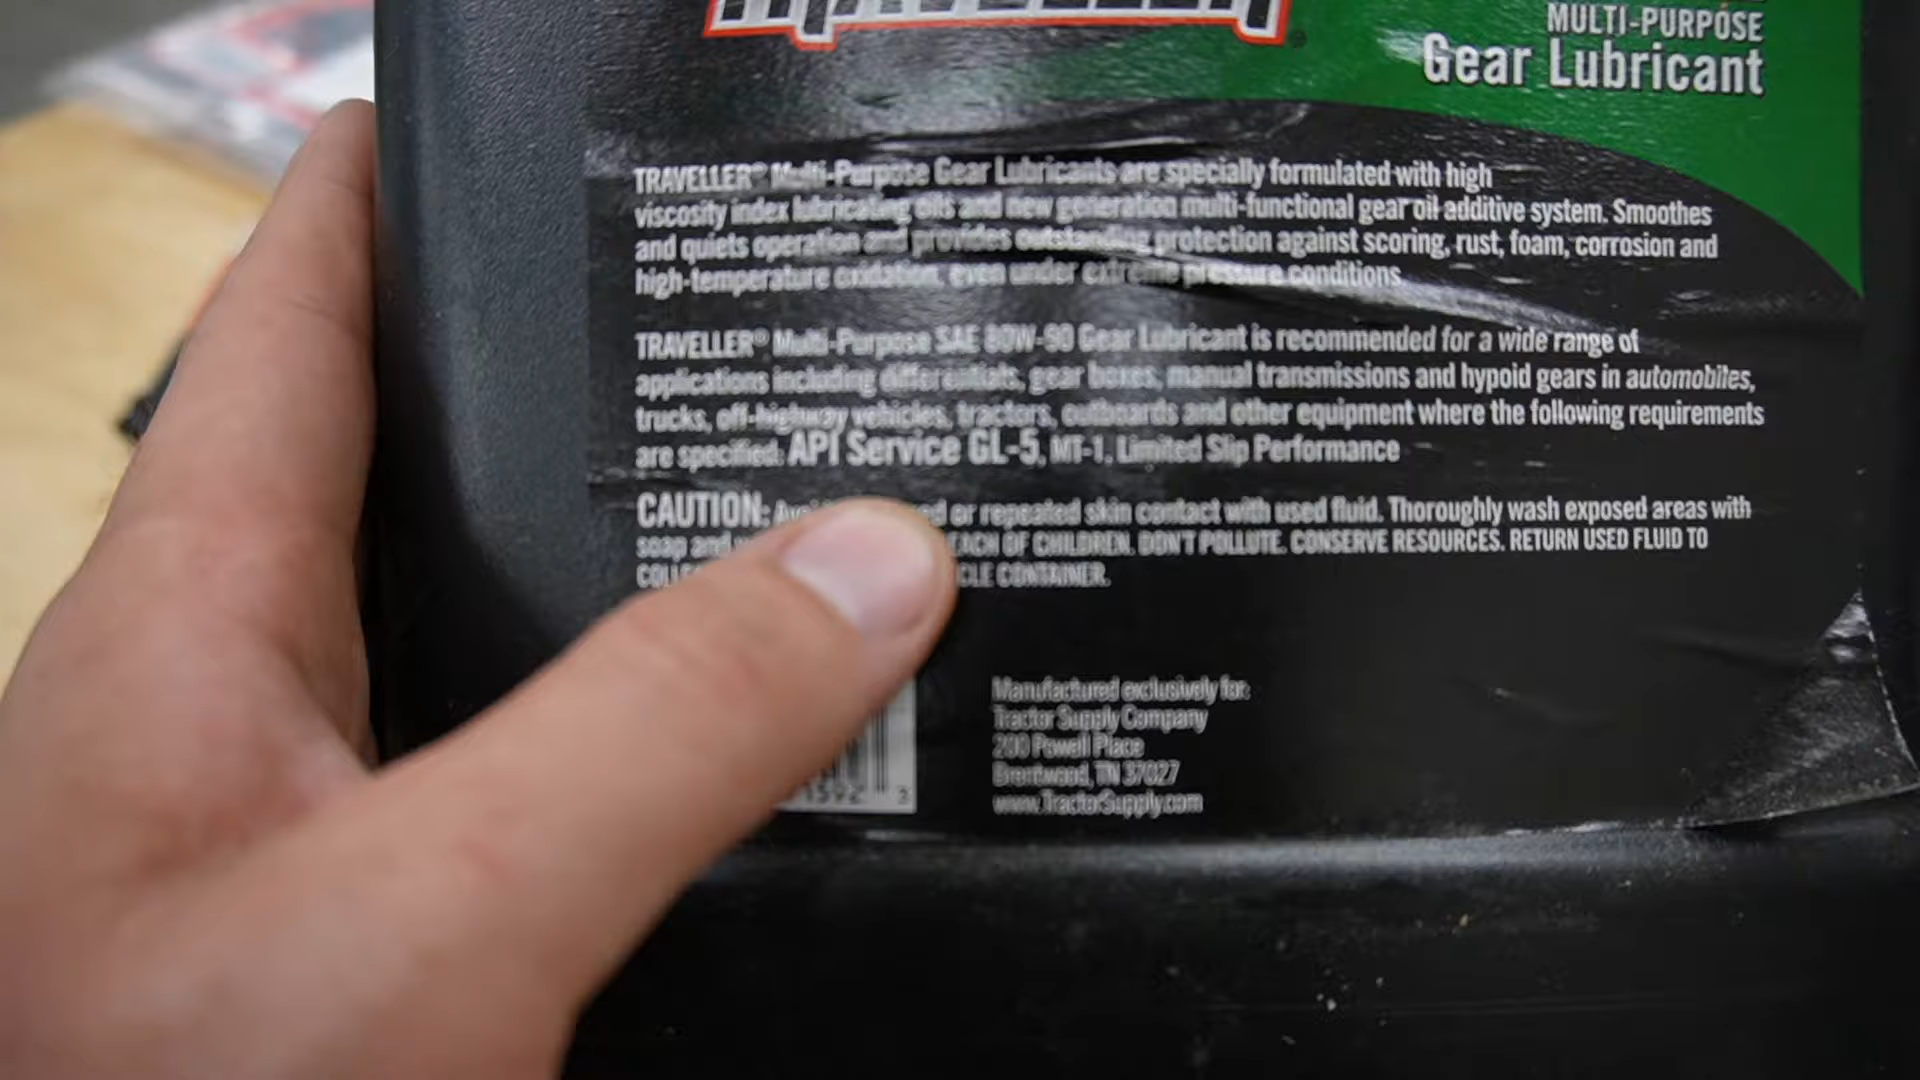 TRAVELLER
MULTI-PURPOSE
Gear Lubricant
TRAVELLER® Multi-Purpose Gear Lubricants are specially formulated with high
viscosity index lubricating oils and new generation multi-functional gear oil additive system. Smoothes
and quiets operation and provides outstanding protection against scoring, rust, foam, corrosion and
high-temperature oxidation, even under extreme pressure conditions.
TRAVELLER® Multi-Purpose SAE 80W-90 Gear Lubricant is recommended for a wide range of
applications including differentials, gear boxes, manual transmissions and hypoid gears in automobiles,
trucks, off-highway vehicles, tractors, outboards and other equipment where the following requirements
are specified: API Service GL-5, MT-1, Limited Slip Performance
CAUTION: or repeated skin contact with used fluid. Thoroughly wash exposed areas with
soap and OF CHILDREN. DON'T POLLUTE. CONSERVE RESOURCES. RETURN USED FLUID TO
CONTAINER.
Manufactured exclusively for:
Tractor Supply Company
200 Powell Place
Brentwood, TN 37027
www.TractorSupply.com